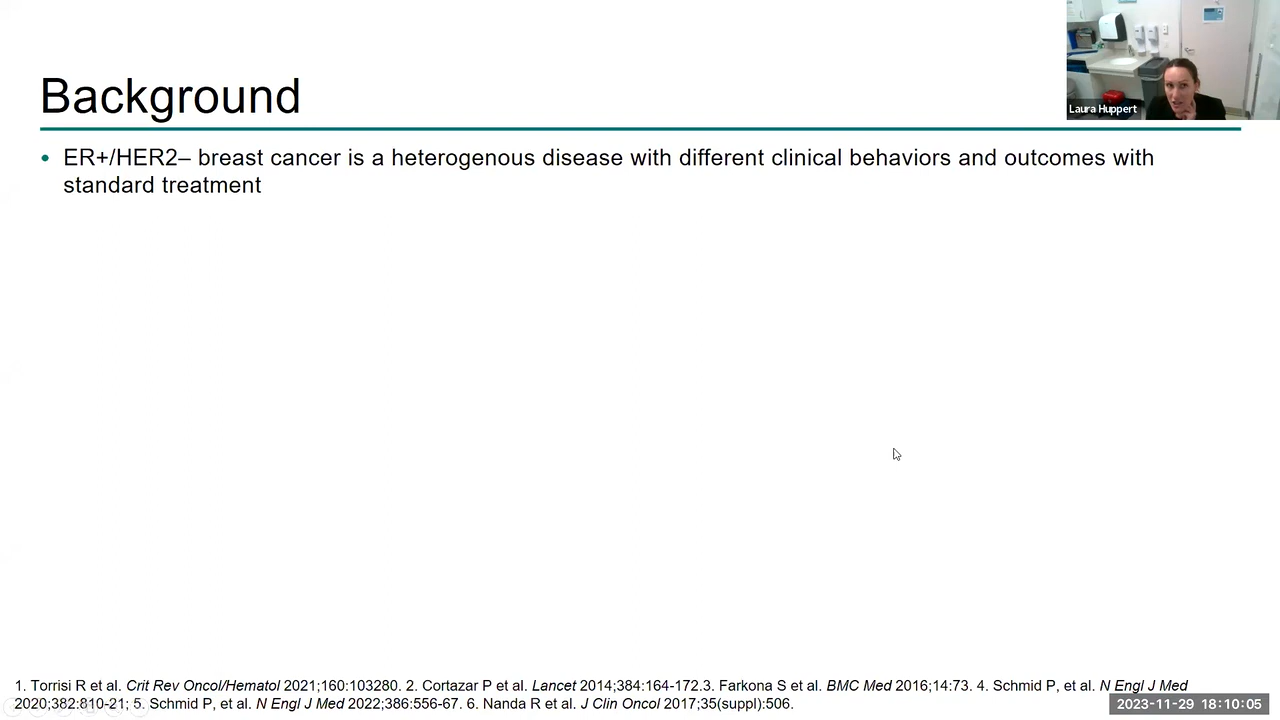 Background
Laura Huppert
• ER+/HER2– breast cancer is a heterogenous disease with different clinical behaviors and outcomes with
standard treatment
1. Torrisi R et al. Crit Rev Oncol/Hematol 2021;160:103280. 2. Cortazar P et al. Lancet 2014;384:164-172.3. Farkona S et al. BMC Med 2016;14:73. 4. Schmid P, et al. N Engl J Med
2020;382:810-21; 5. Schmid P, et al. N Engl J Med 2022;386:556-67. 6. Nanda R et al. J Clin Oncol 2017;35(suppl):506.
2023-11-29 18:10:05